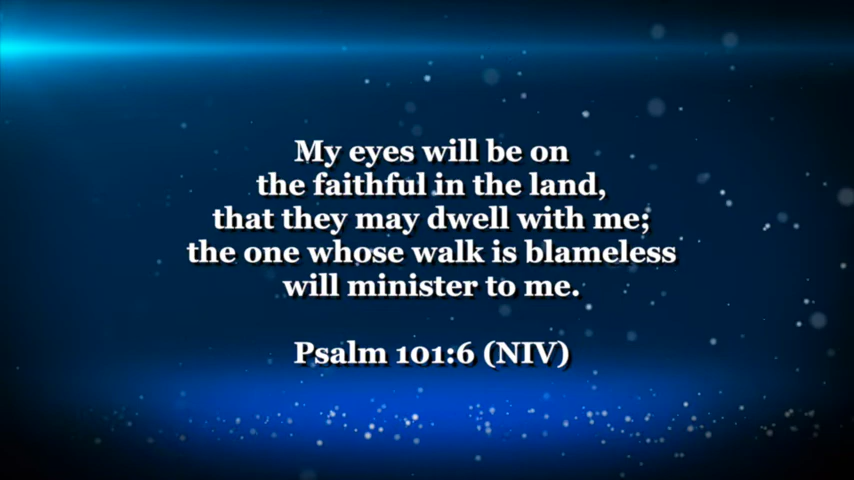 My eyes will be on
the faithful in the land,
that they may dwell with me;
the one whose walk is blameless
will minister to me.
Psalm 101:6 (NIV)